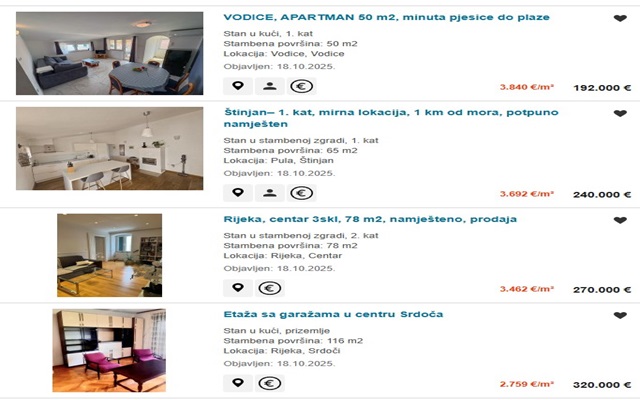 VODICE, APARTMAN 50 m2, minuta pjesice do plaze
Stan u kući, 1. kat
Stambena površina: 50 m2
Lokacija: Vodice, Vodice
Objavljen: 18.10.2025.
3.840 €/m² 192.000 €
Štinjan– 1. kat, mirna lokacija, 1 km od mora, potpuno
namješten
Stan u stambenoj zgradi, 1. kat
Stambena površina: 65 m2
Lokacija: Pula, Štinjan
Objavljen: 18.10.2025.
3.692 €/m² 240.000 €
Rijeka, centar 3skl, 78 m2, namješteno, prodaja
Stan u stambenoj zgradi, 2. kat
Stambena površina: 78 m2
Lokacija: Rijeka, Centar
Objavljen: 18.10.2025.
3.462 €/m² 270.000 €
Etaža sa garažama u centru Srdoča
Stan u kući, prizemlje
Stambena površina: 116 m2
Lokacija: Rijeka, Srdoči
Objavljen: 18.10.2025.
2.759 €/m² 320.000 €